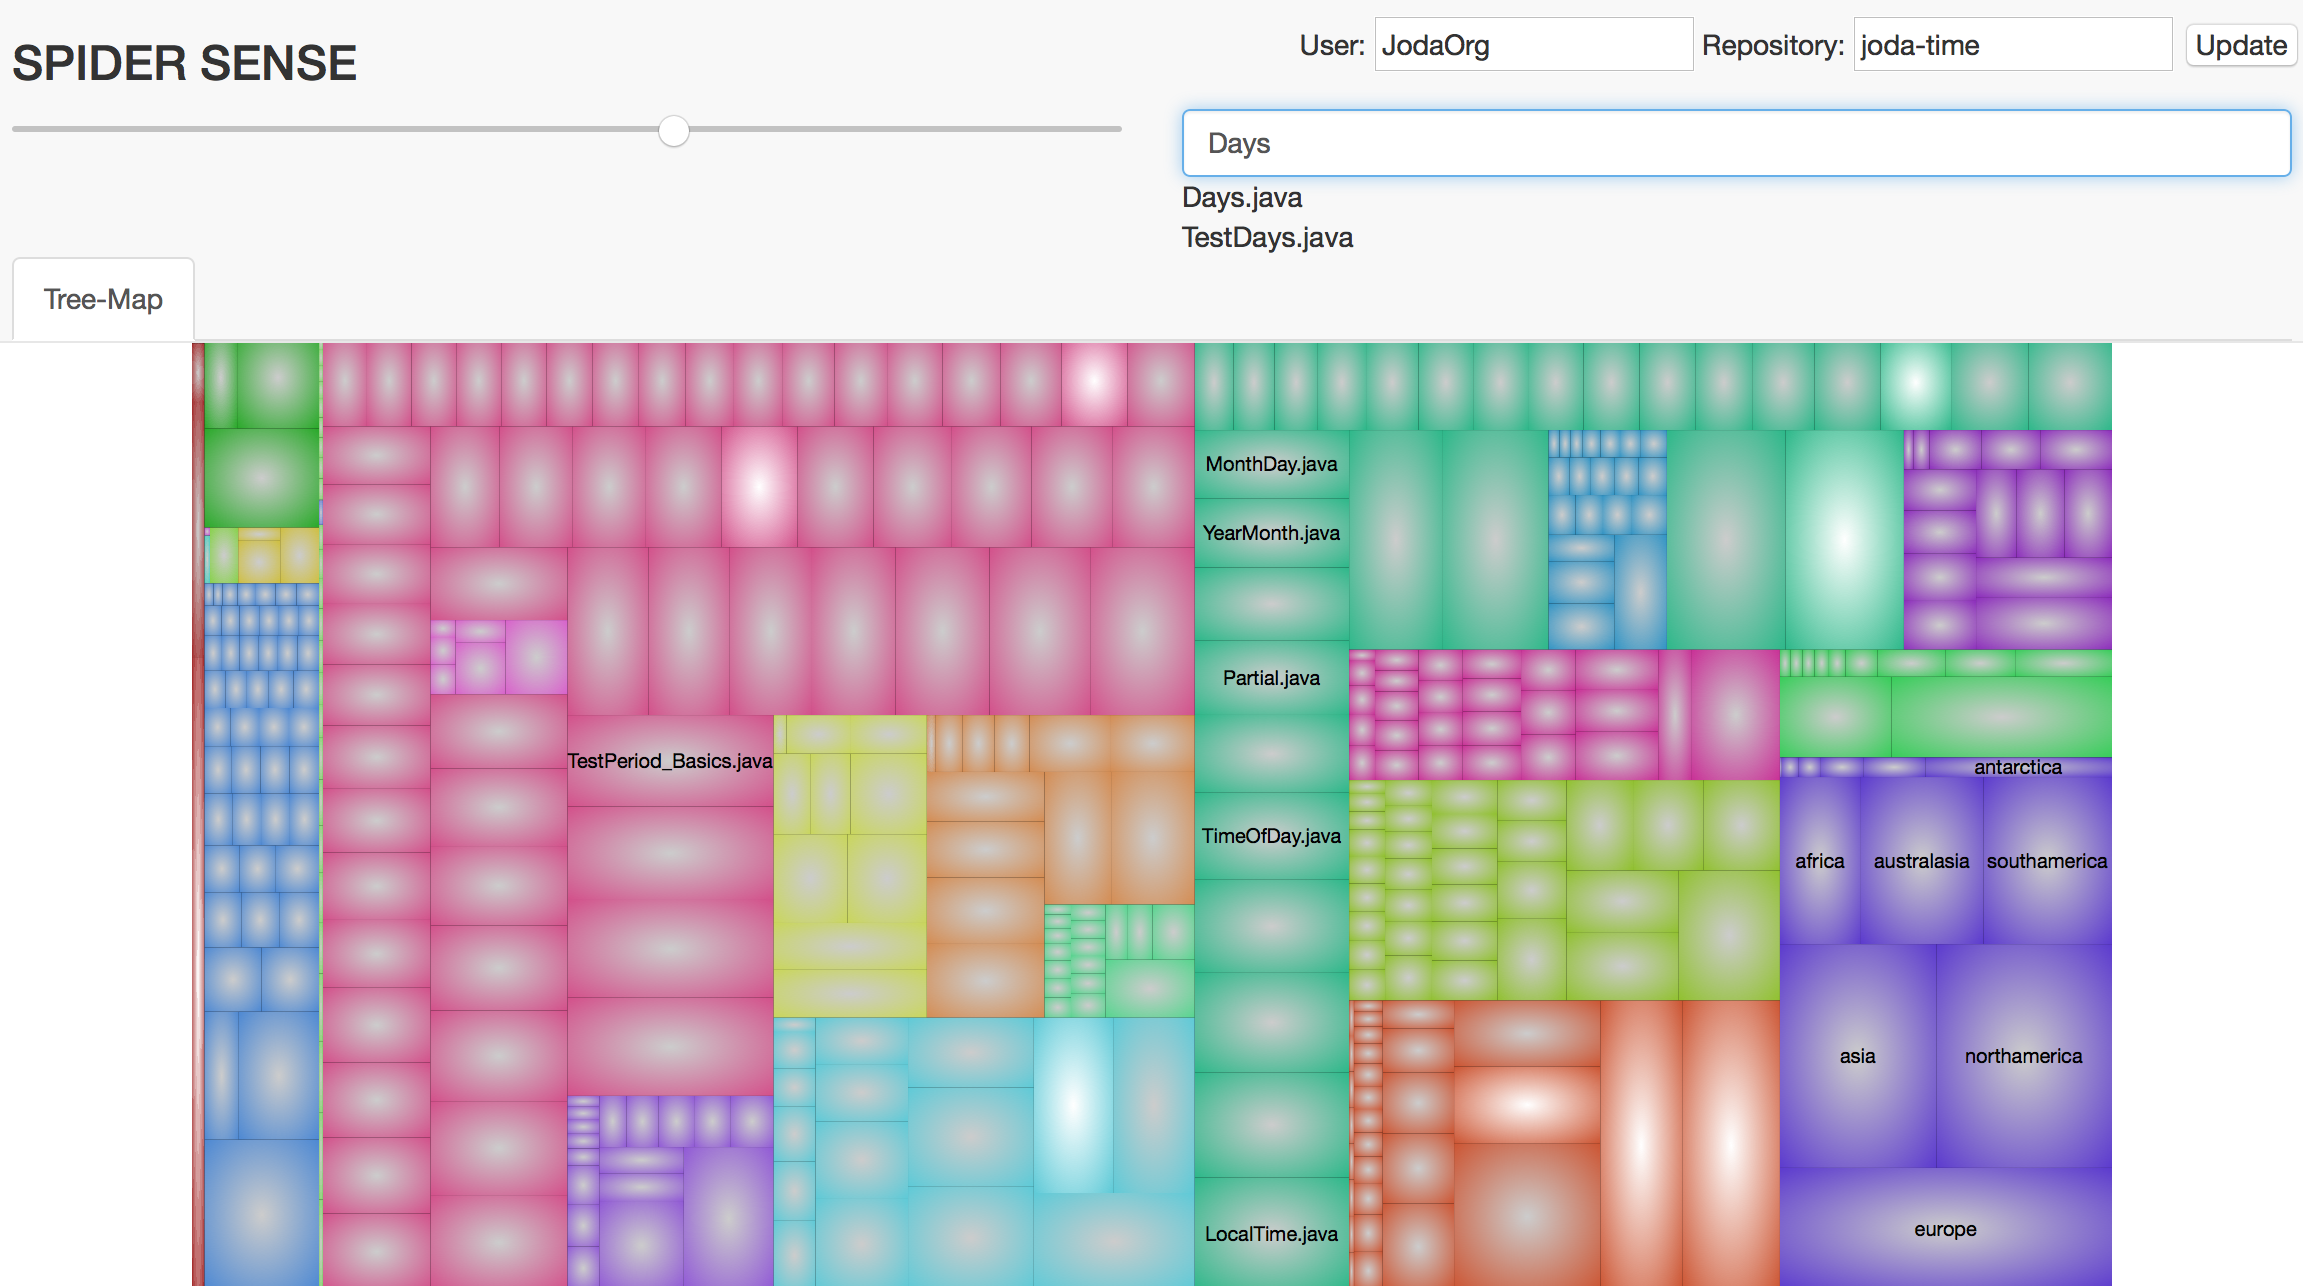 SPIDER SENSE
User: JodaOrg Repository: joda-time Update
Days
Days.java
TestDays.java
Tree-Map
MonthDay.java
YearMonth.java
Partial.java
TestPeriod_Basics.java
antarctica
TimeOfDay.java
africa australasia southamerica
asia northamerica
LocalTime.java
europe